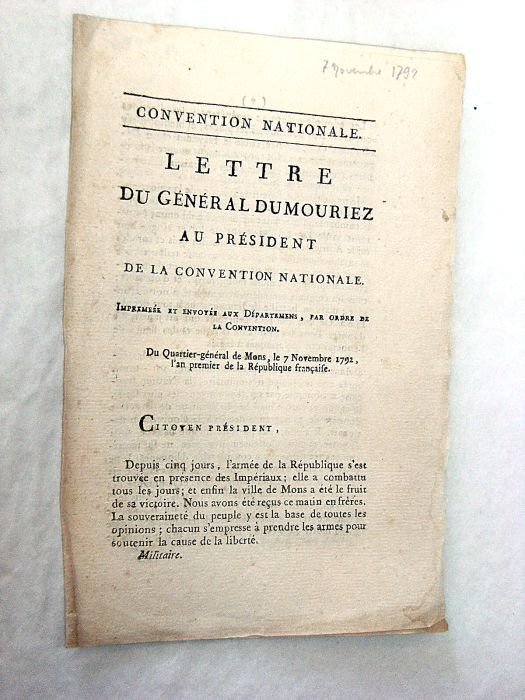 7 Novembre 1792
CONVENTION NATIONALE.
LETTRE
DU GÉNÉRAL DUMOURIEZ
AU PRÉSIDENT
DE LA CONVENTION NATIONALE.
IMPRIMÉE ET ENVOYÉE AUX DÉPARTEMENS, PAR ORDRE DE
LA CONVENTION.
Du Quartier-général de Mons, le 7 Novembre 1792,
l'an premier de la République françaiſe.
CITOYEN PRÉSIDENT,
Depuis cinq jours, l'armée de la République s'est
trouvée en présence des Impériaux; elle a combattu
tous les jours; et enfin la ville de Mons a été le fruit
de sa victoire. Nous avons été reçus ce matin en frères.
La souveraineté du peuple y est la base de toutes les
opinions; chacun s'empresse à prendre les armes pour
soutenir la cause de la liberté.
Militaire.